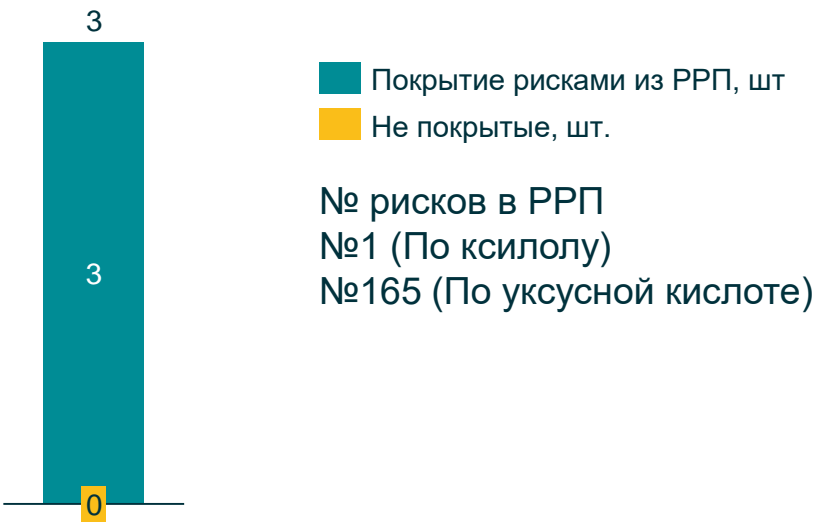 3
3
0
Покрытие рисками из РРП, шт
Не покрытые, шт.
№ рисков в РРП
№1 (По ксилолу)
№165 (По уксусной кислоте)